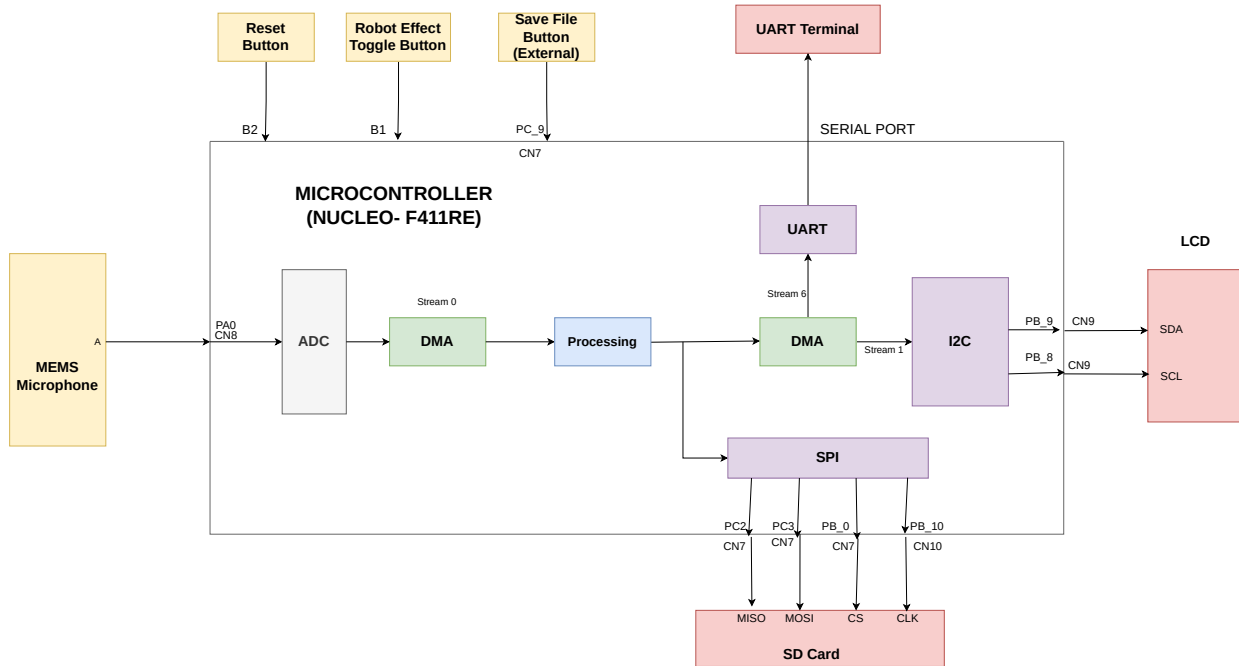 Reset
Button
Robot Effect
Toggle Button
Save File
Button
(External)
UART Terminal
B2
B1
PC_9
SERIAL PORT
CN7
MICROCONTROLLER
(NUCLEO- F411RE)
UART
LCD
Stream 0
Stream 6
PA0
CN8
ADC
DMA
Processing
DMA
Stream 1
I2C
PB_9
CN9
SDA
PB_8
CN9
SCL
A
MEMS
Microphone
SPI
PC2
PC3
PB_0
PB_10
CN7
CN7
CN7
CN10
MISO
MOSI
CS
CLK
SD Card